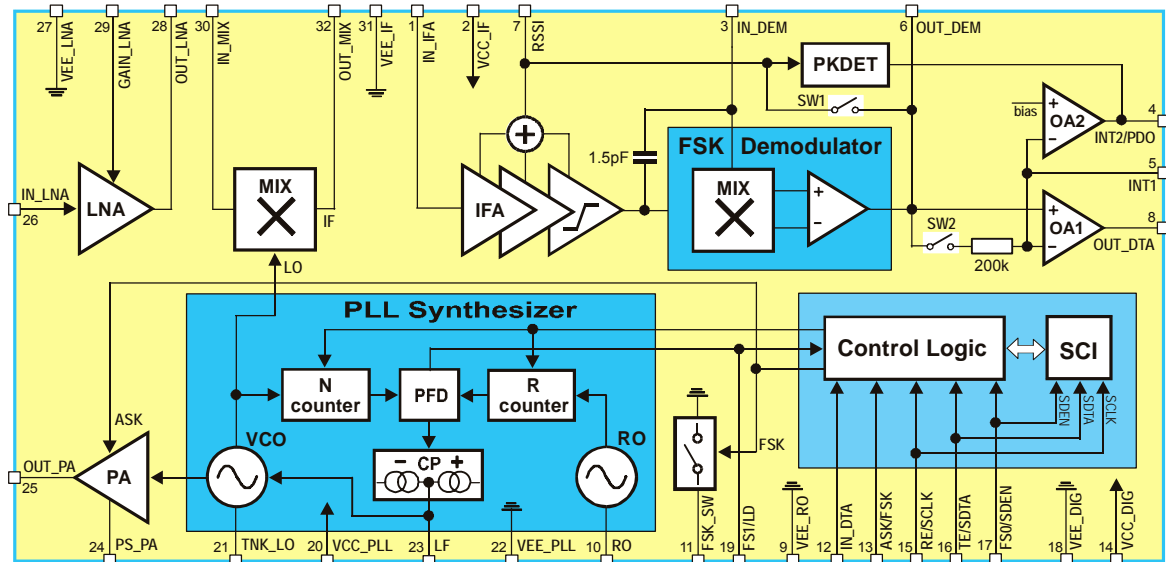 27 29 28 30 32 31 1 2 7 3 6
VEE_LNA
GAIN_LNA
OUT_LNA
IN_MIX
OUT_MIX
VEE_IF
IN_IFA
VCC_IF
RSSI
IN_DEM
OUT_DEM
PKDET
SW1
bias
+
OA2
−
4
INT2/PDO
5
INT1
1.5pF
FSK Demodulator
MIX
+
−
IN_LNA
26
LNA
MIX
IF
LO
+
IFA
SW2
200k
+
OA1
−
8
OUT_DTA
PLL Synthesizer
N
counter
PFD
R
counter
Control Logic
SCI
SDEN
SDTA
SCLK
ASK
FSK
VCO
RO
− CP +
OUT_PA
25
PA
24 PS_PA
21 TNK_LO
20 VCC_PLL
23 LF
22 VEE_PLL
10 RO
11 FSK_SW
19 FS1/LD
9 VEE_RO
12 IN_DTA
13 ASK/FSK
15 RE/SCLK
16 TE/SDTA
17 FS0/SDEN
18 VEE_DIG
14 VCC_DIG